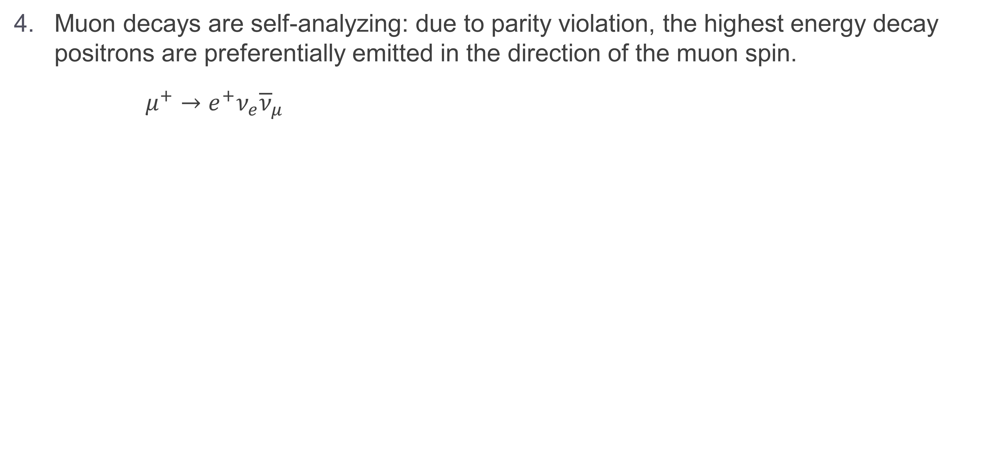 4. Muon decays are self-analyzing: due to parity violation, the highest energy decay
positrons are preferentially emitted in the direction of the muon spin.
μ⁺ → e⁺νₑν̅_μ